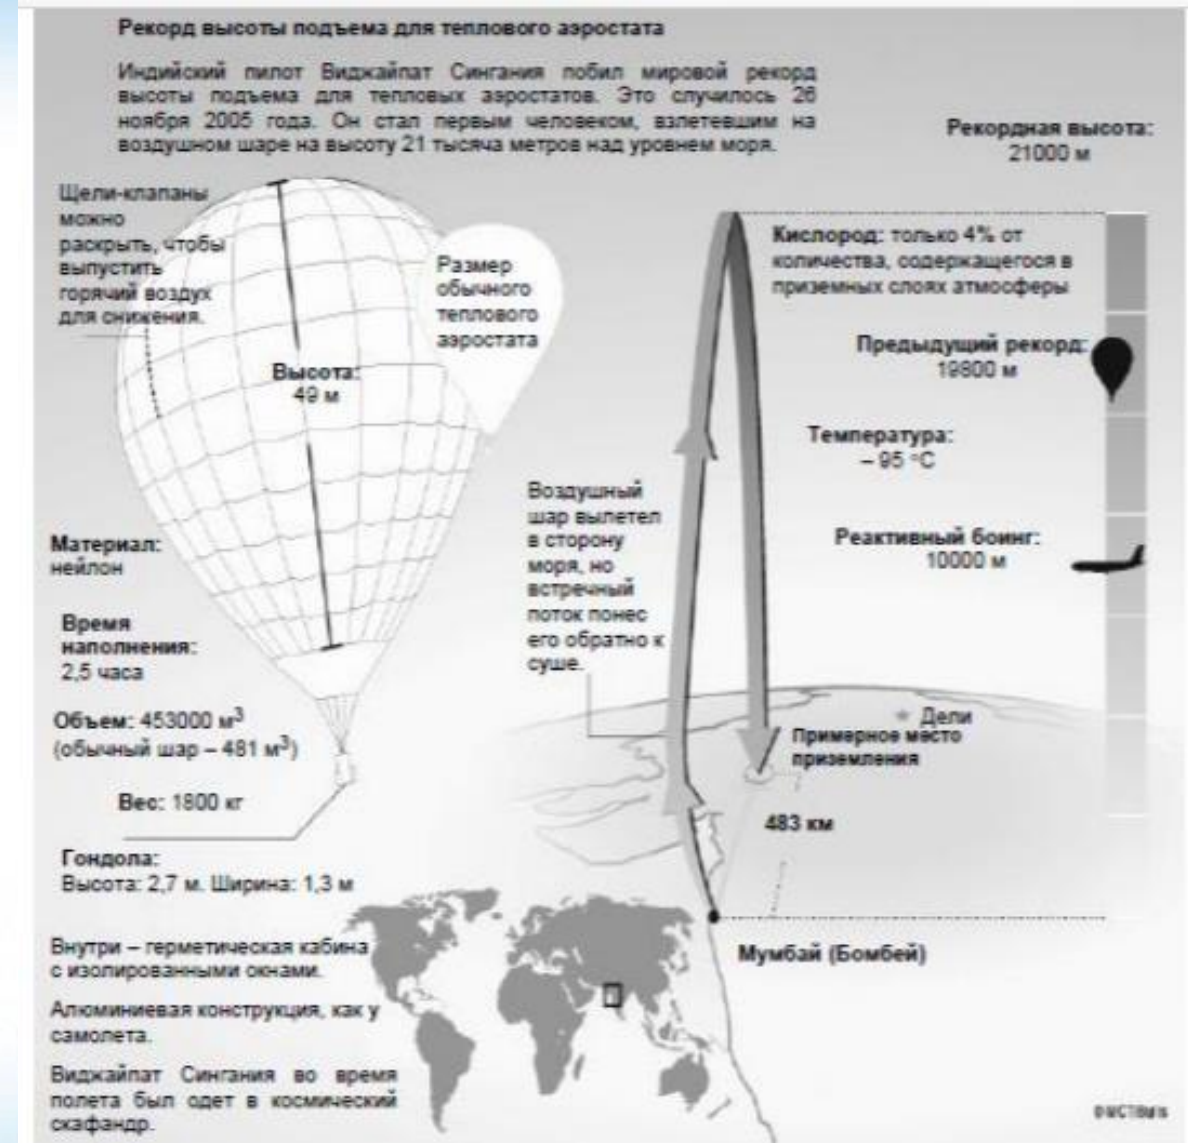 Рекорд высоты подъема для теплового аэростата
Индийский пилот Виджайпат Сингания побил мировой рекорд
высоты подъема для тепловых аэростатов. Это случилось 26
ноября 2005 года. Он стал первым человеком, взлетевшим на
воздушном шаре на высоту 21 тысяча метров над уровнем моря.
Рекордная высота:
21000 м
Щели-клапаны
можно
раскрыть, чтобы
выпустить
горячий воздух
для снижения.
Размер
обычного
теплового
аэростата
Высота:
49 м
Кислород: только 4% от
количества, содержащегося в
приземных слоях атмосферы
Предыдущий рекорд:
19800 м
Температура:
– 95 °C
Реактивный боинг:
10000 м
Воздушный
шар вылетел
в сторону
моря, но
встречный
поток понес
его обратно к
суше.
Материал:
нейлон
Время
наполнения:
2,5 часа
Объем: 453000 м³
(обычный шар – 481 м³)
Вес: 1800 кг
Дели
Примерное место
приземления
483 км
Гондола:
Высота: 2,7 м. Ширина: 1,3 м
Мумбай (Бомбей)
Внутри – герметическая кабина
с изолированными окнами.
Алюминиевая конструкция, как у
самолета.
Виджайпат Сингания во время
полета был одет в космический
скафандр.